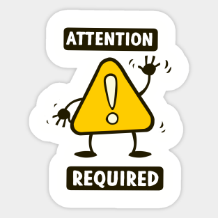 ATTENTION
!
REQUIRED